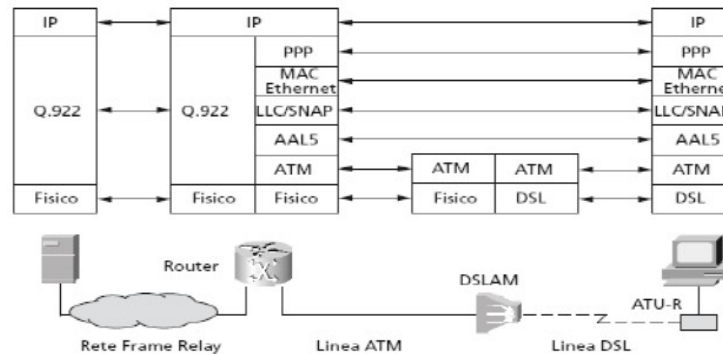 IP IP IP
PPP PPP
MAC Ethernet MAC Ethernet
Q.922 Q.922 LLC/SNAP LLC/SNAP
AAL5 AAL5
ATM ATM ATM ATM
Fisico Fisico Fisico Fisico DSL DSL
Router
DSLAM
ATU-R
Rete Frame Relay Linea ATM Linea DSL